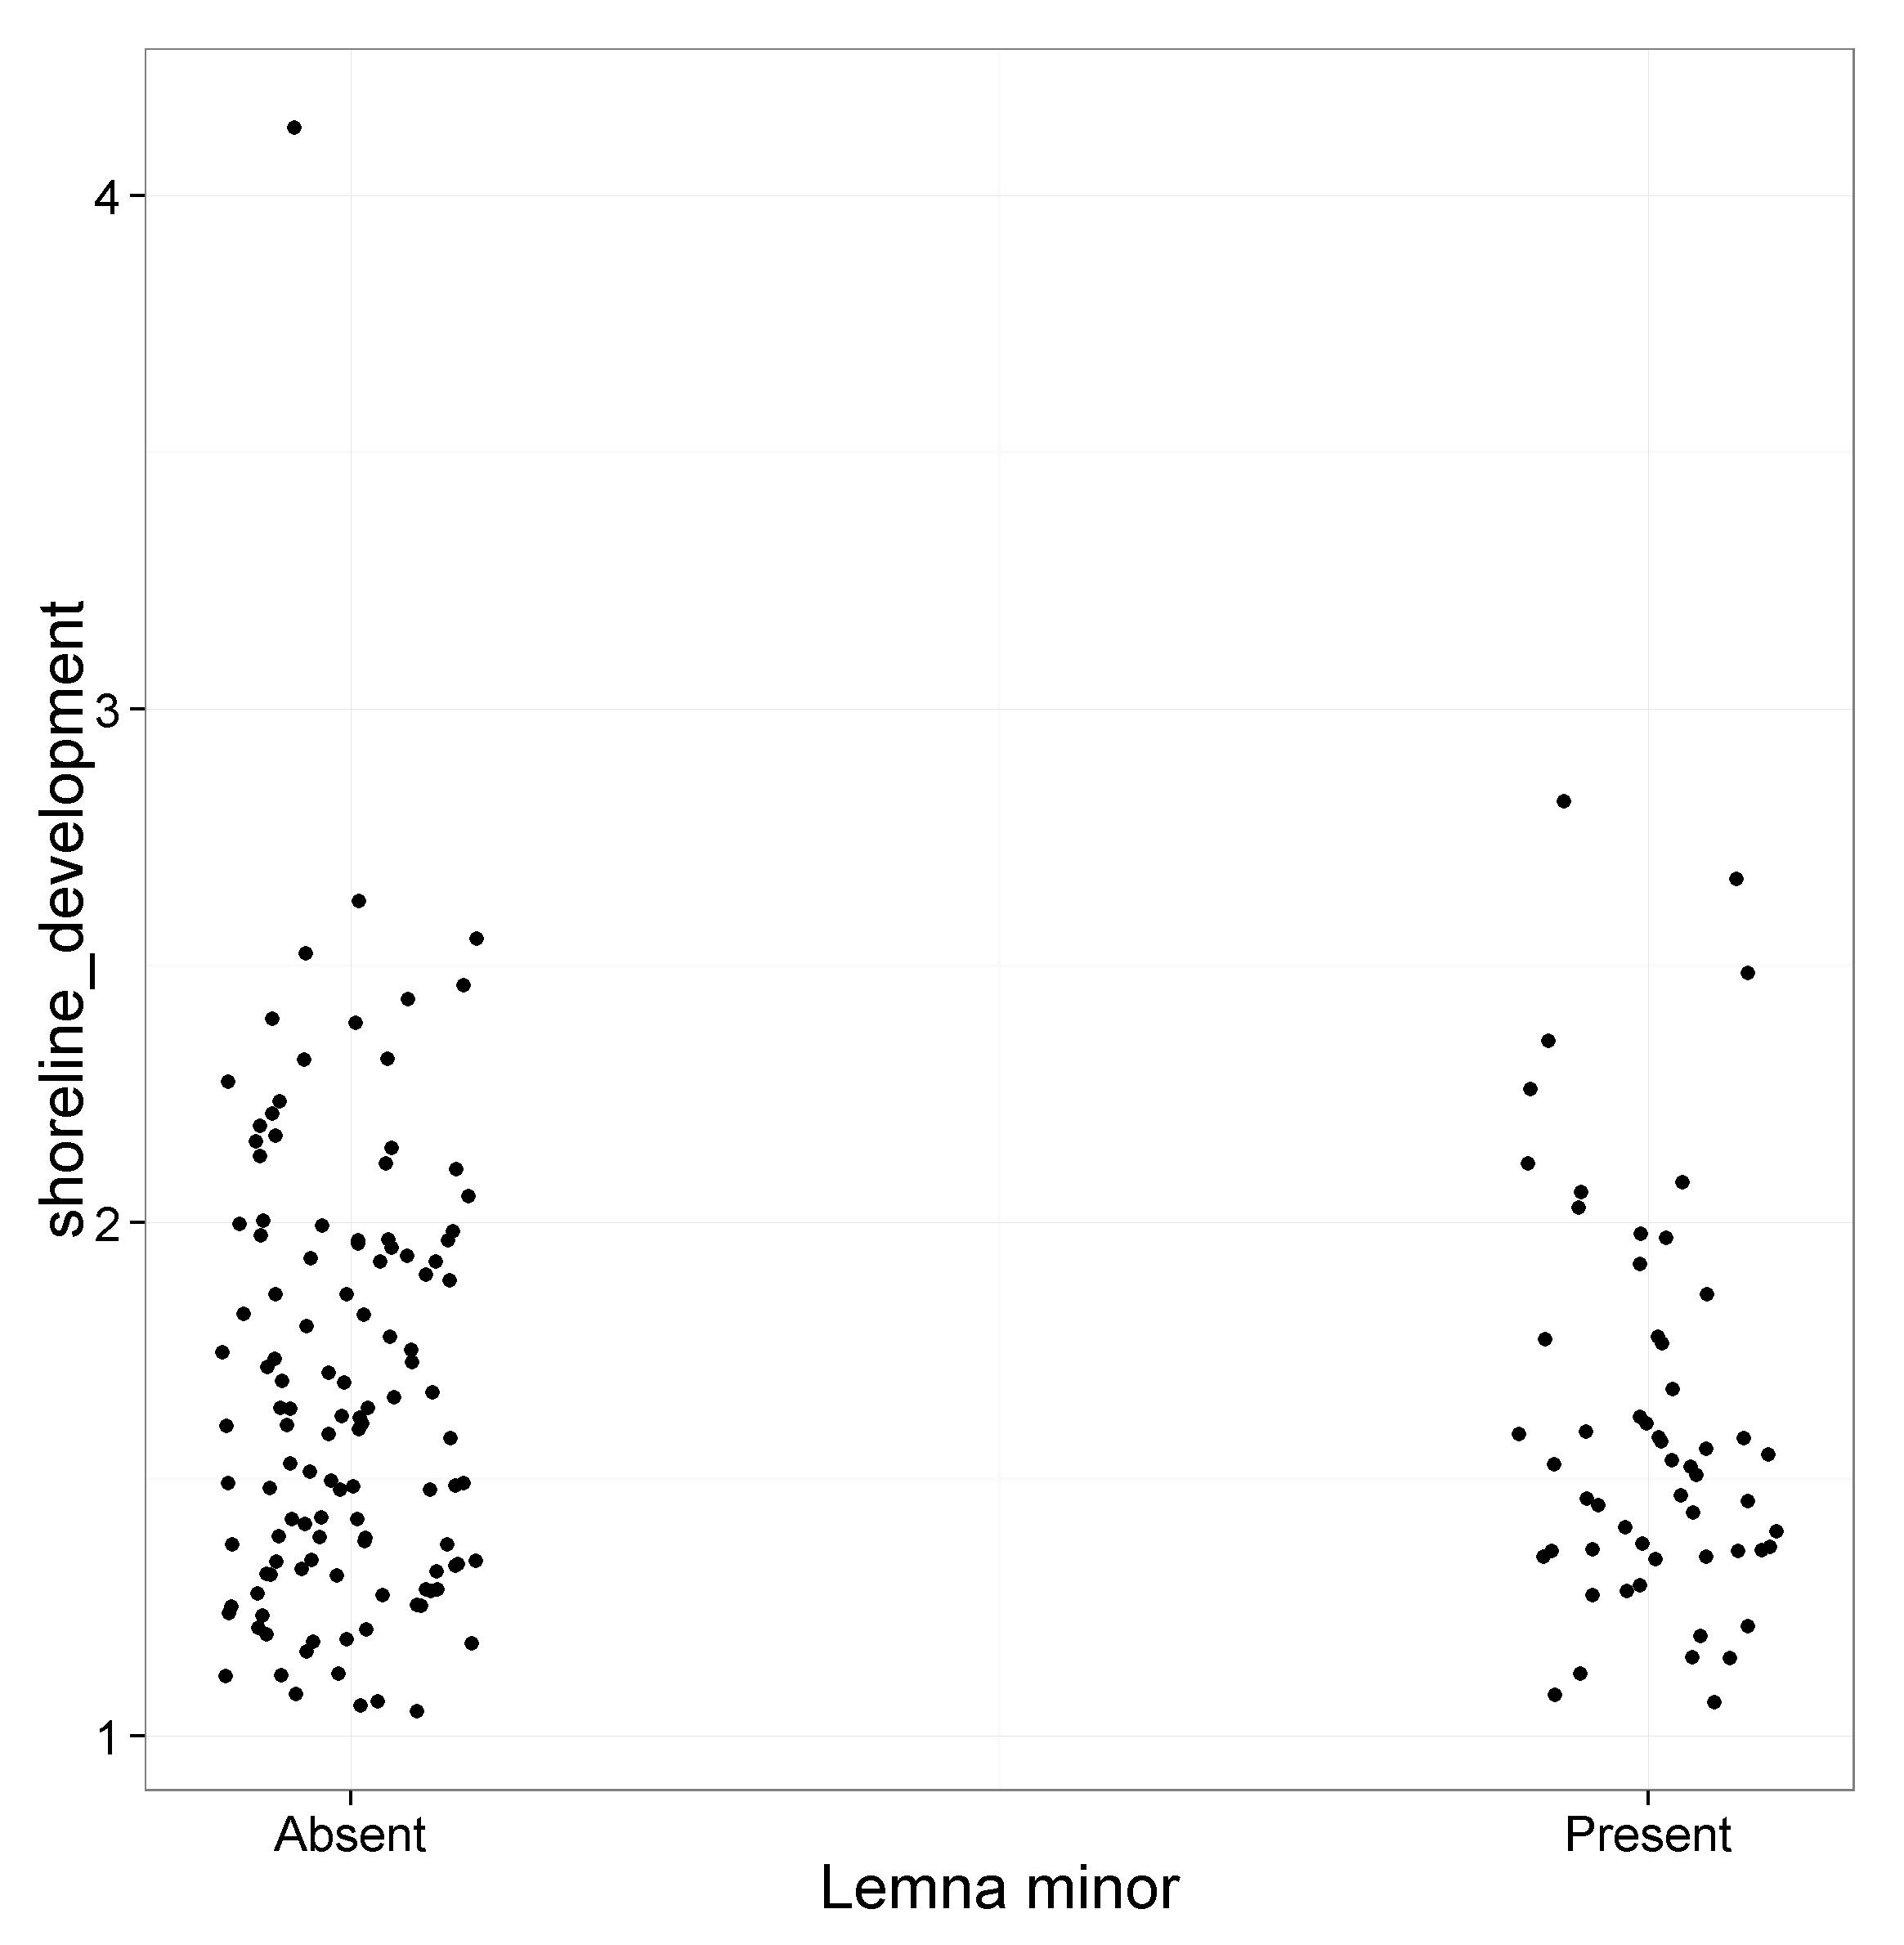 shoreline_development
4
3
2
1
Absent
Present
Lemna minor